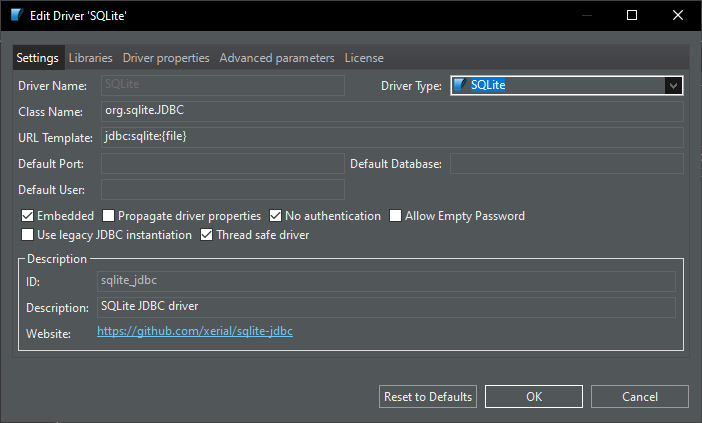 Edit Driver 'SQLite'
Settings Libraries Driver properties Advanced parameters License
Driver Name: SQLite Driver Type: SQLite
Class Name: org.sqlite.JDBC
URL Template: jdbc:sqlite:{file}
Default Port: Default Database:
Default User:
Embedded Propagate driver properties No authentication Allow Empty Password
Use legacy JDBC instantiation Thread safe driver
Description
ID: sqlite_jdbc
Description: SQLite JDBC driver
Website: https://github.com/xerial/sqlite-jdbc
Reset to Defaults OK Cancel